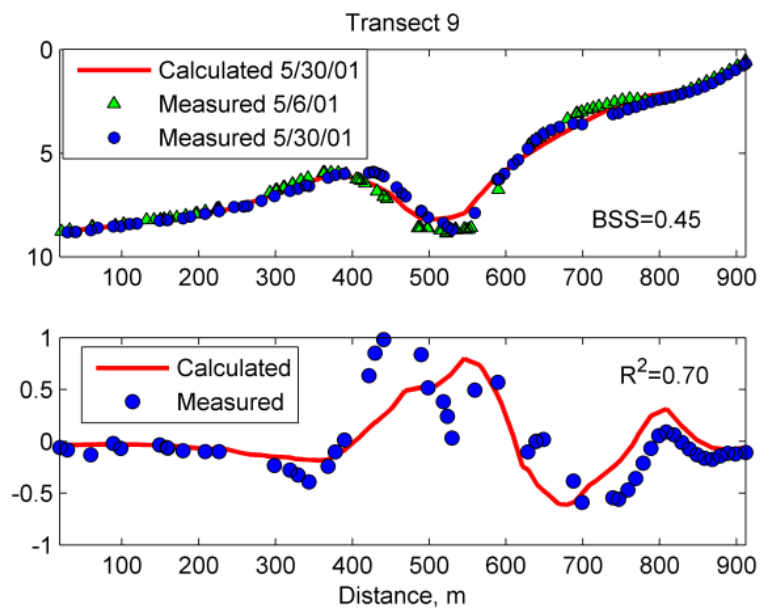 Transect 9
0
5
10
Calculated 5/30/01
Measured 5/6/01
Measured 5/30/01
BSS=0.45
100 200 300 400 500 600 700 800 900
1
0.5
0
-0.5
-1
Calculated
Measured
R²=0.70
100 200 300 400 500 600 700 800 900
Distance, m